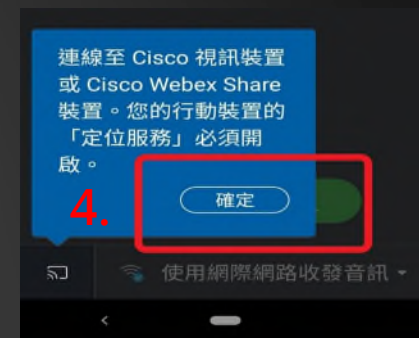 連線至 Cisco 視訊裝置
或 Cisco Webex Share
裝置。您的行動裝置的
「定位服務」必須開
啟。
4.
確定
使用網際網路收發音訊